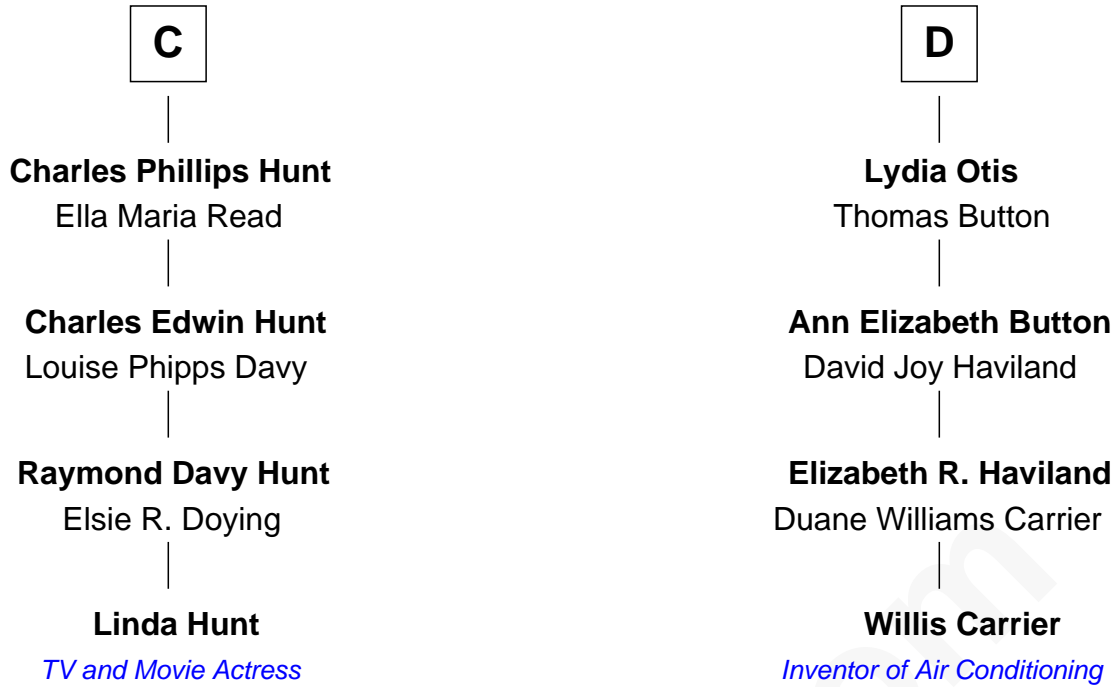 C
Charles Phillips Hunt
Ella Maria Read
Charles Edwin Hunt
Louise Phipps Davy
Raymond Davy Hunt
Elsie R. Doying
Linda Hunt
TV and Movie Actress
D
Lydia Otis
Thomas Button
Ann Elizabeth Button
David Joy Haviland
Elizabeth R. Haviland
Duane Williams Carrier
Willis Carrier
Inventor of Air Conditioning